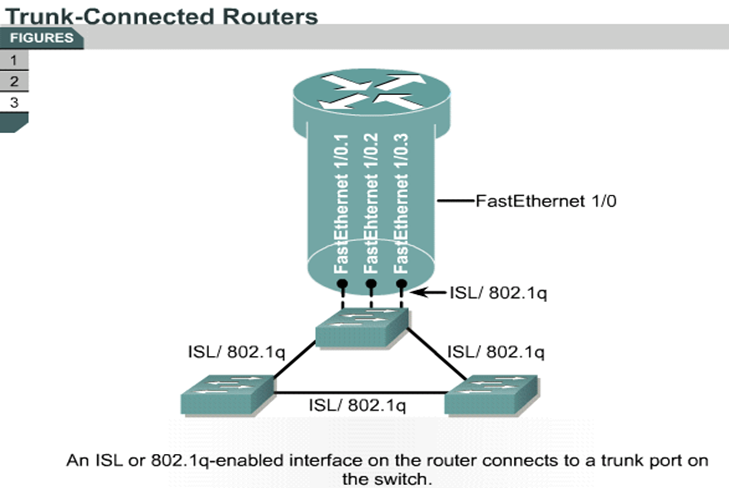 Trunk-Connected Routers
FIGURES
1
2
3
FastEthernet 1/0.1
FastEhternet 1/0.2
FastEthernet 1/0.3
FastEthernet 1/0
ISL/ 802.1q
ISL/ 802.1q
ISL/ 802.1q
ISL/ 802.1q
An ISL or 802.1q-enabled interface on the router connects to a trunk port on
the switch.